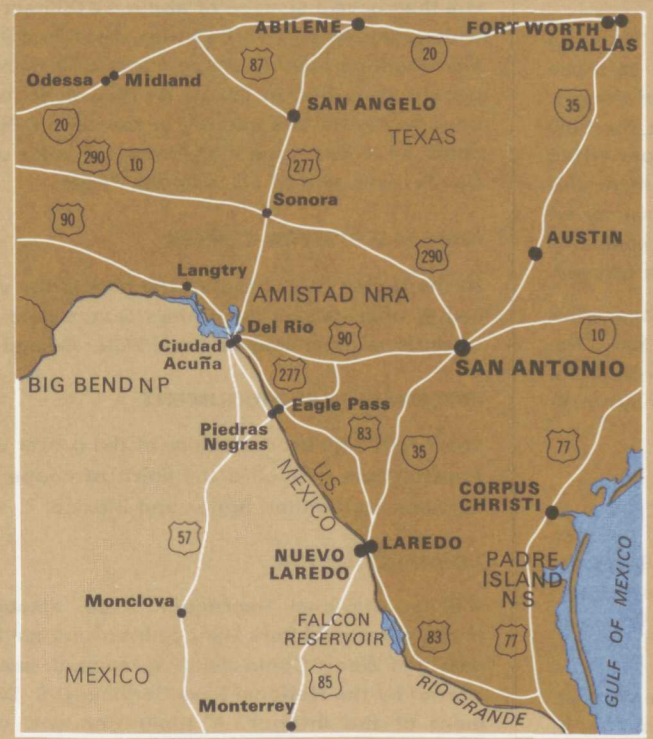 ABILENE
FORT WORTH
DALLAS
20
87
Odessa
Midland
35
SAN ANGELO
20
TEXAS
290
10
277
Sonora
90
AUSTIN
290
Langtry
AMISTAD NRA
Del Rio
90
10
Ciudad
Acuña
SAN ANTONIO
277
BIG BEND NP
Eagle Pass
Piedras
Negras
83
35
77
U.S.
MEXICO
CORPUS
CHRISTI
57
NUEVO
LAREDO
LAREDO
PADRE
ISLAND
NS
GULF OF MEXICO
Monclova
FALCON
RESERVOIR
83
77
MEXICO
85
RIO GRANDE
Monterrey